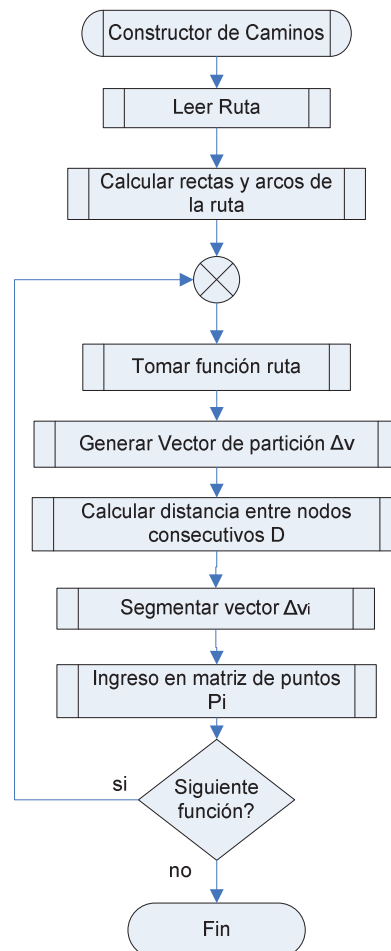 Constructor de Caminos
Leer Ruta
Calcular rectas y arcos de
la ruta
Tomar función ruta
Generar Vector de partición Δv
Calcular distancia entre nodos
consecutivos D
Segmentar vector Δvi
Ingreso en matriz de puntos
Pi
si
Siguiente
función?
no
Fin